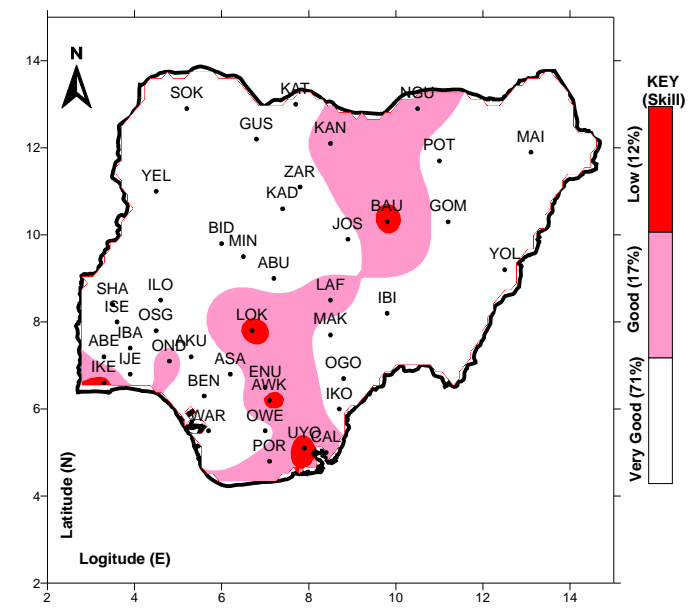 14
12
10
8
6
4
2
2
4
6
8
10
12
14
N
KAT
NGU
SOK
GUS
KAN
MAI
POT
ZAR
YEL
KAD
BAU
GOM
JOS
BID
MIN
ABU
YOL
SHA
ILO
LAF
IBI
ISE
OSG
LOK
MAK
ABE
IBA
OND
AKU
IKE
IJE
ASA
ENU
OGO
BEN
AWK
IKO
WAR
OWE
UYO
CAL
POR
Latitude (N)
Logitude (E)
KEY
(Skill)
Low (12%)
Good (17%)
Very Good (71%)